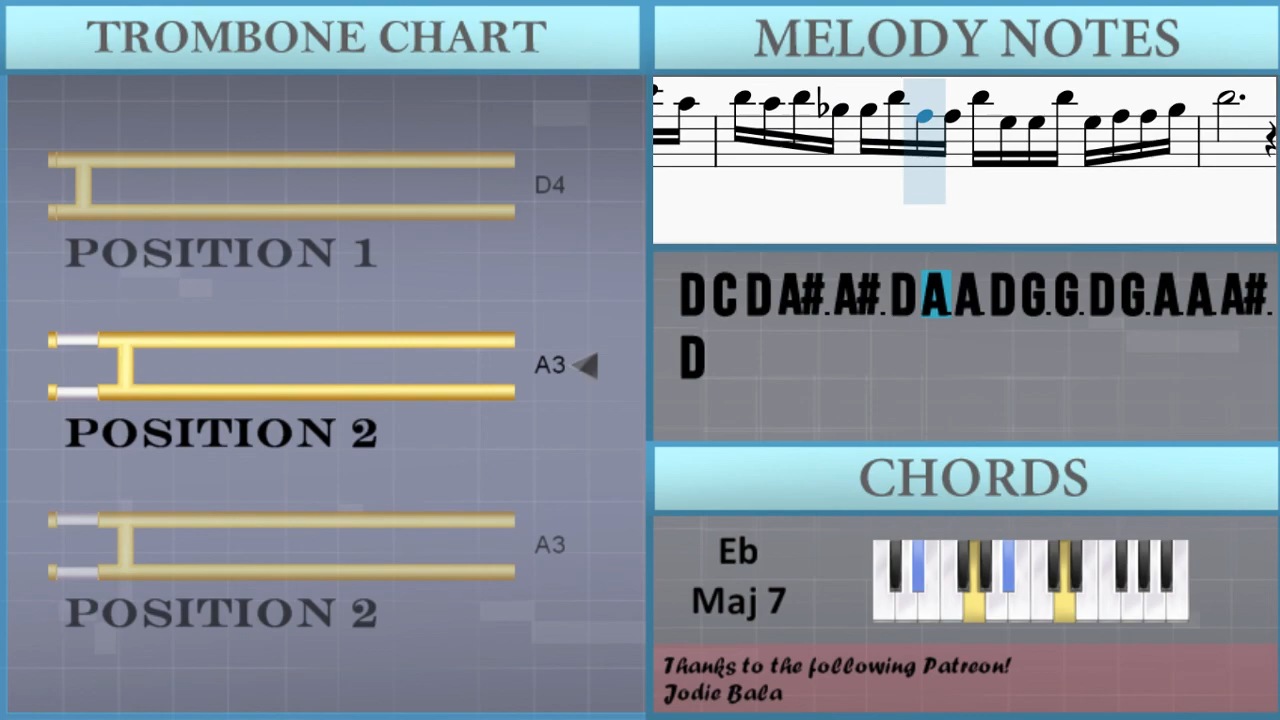 TROMBONE CHART
D4
POSITION 1
A3
POSITION 2
A3
POSITION 2
MELODY NOTES
D C D A#. A#. D A A D G. G. D G. A A A#.
D
CHORDS
Eb
Maj 7
Thanks to the following Patreon!
Jodie Bala